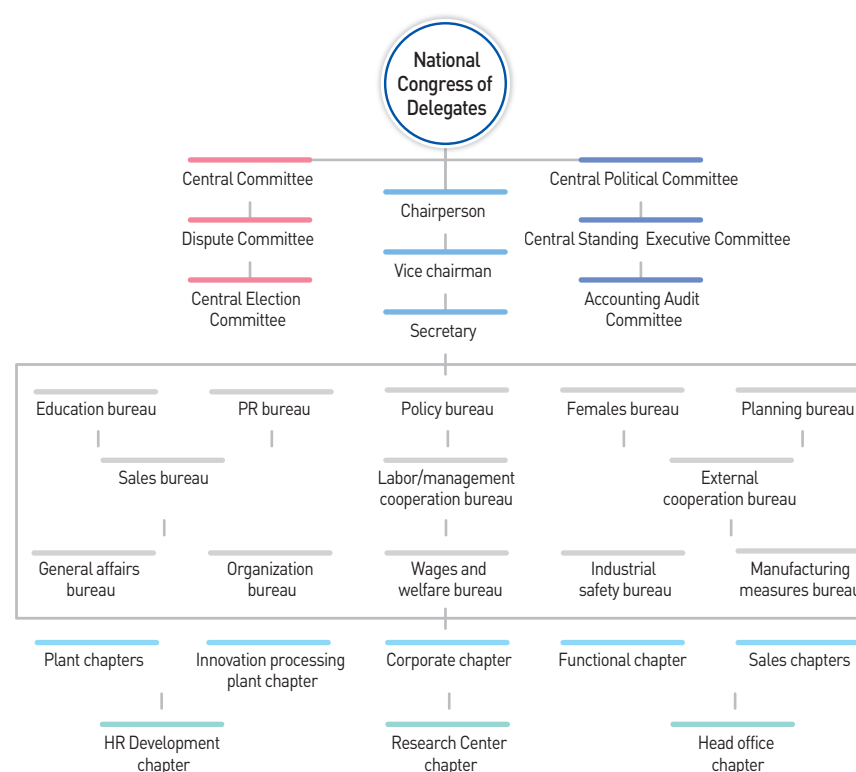 National
Congress of
Delegates
Central Committee
Central Political Committee
Chairperson
Dispute Committee
Central Standing Executive Committee
Vice chairman
Central Election
Committee
Accounting Audit
Committee
Secretary
Education bureau
PR bureau
Policy bureau
Females bureau
Planning bureau
Sales bureau
Labor/management
cooperation bureau
External
cooperation bureau
General affairs
bureau
Organization
bureau
Wages and
welfare bureau
Industrial
safety bureau
Manufacturing
measures bureau
Plant chapters
Innovation processing
plant chapter
Corporate chapter
Functional chapter
Sales chapters
HR Development
chapter
Research Center
chapter
Head office
chapter